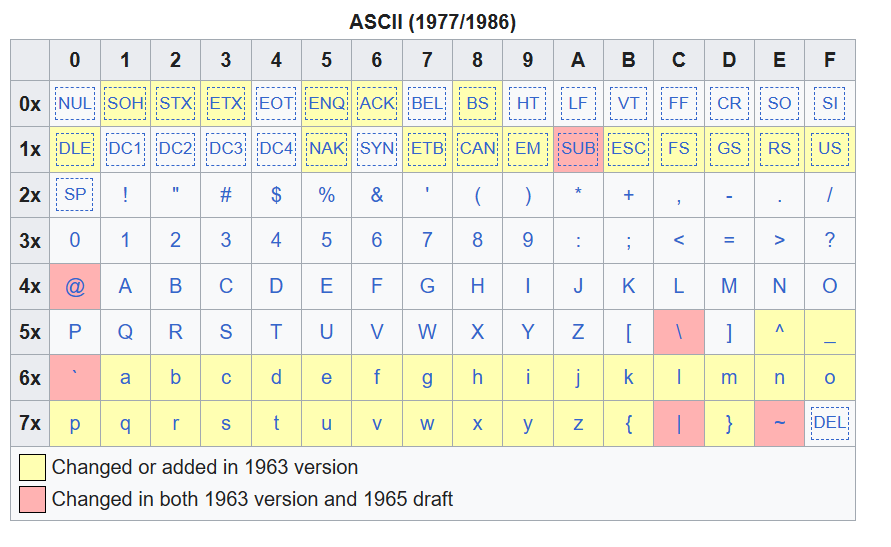 ASCII (1977/1986)
0 1 2 3 4 5 6 7 8 9 A B C D E F
0x NUL SOH STX ETX EOT ENQ ACK BEL BS HT LF VT FF CR SO SI
1x DLE DC1 DC2 DC3 DC4 NAK SYN ETB CAN EM SUB ESC FS GS RS US
2x SP ! " # $ % & ' ( ) * + , - . /
3x 0 1 2 3 4 5 6 7 8 9 : ; < = > ?
4x @ A B C D E F G H I J K L M N O
5x P Q R S T U V W X Y Z [ \ ] ^ _
6x ` a b c d e f g h i j k l m n o
7x p q r s t u v w x y z { | } ~ DEL
Changed or added in 1963 version
Changed in both 1963 version and 1965 draft